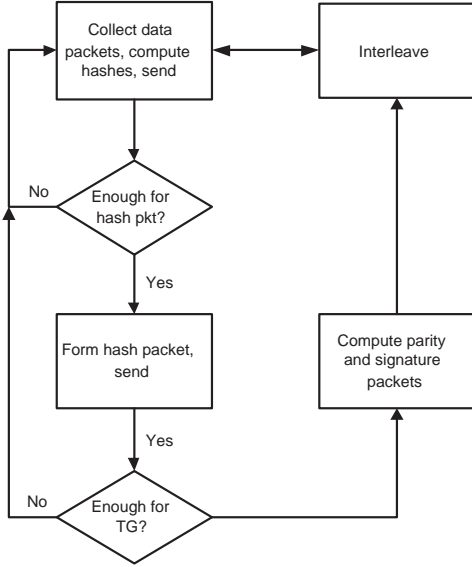 Collect data
packets, compute
hashes, send
Interleave
No
Enough for
hash pkt?
Yes
Form hash packet,
send
Compute parity
and signature
packets
Yes
No
Enough for
TG?